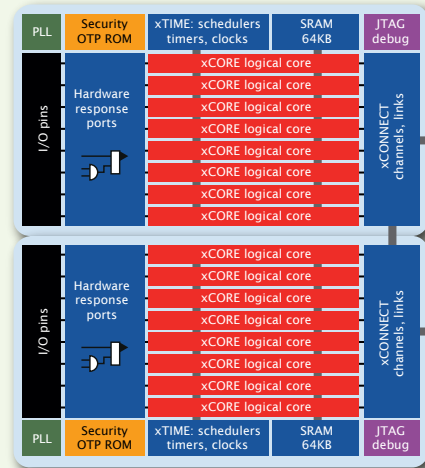 PLL
Security
OTP ROM
xTIME: schedulers
timers, clocks
SRAM
64KB
JTAG
debug
I/O pins
Hardware
response
ports
xCORE logical core
xCORE logical core
xCORE logical core
xCORE logical core
xCORE logical core
xCORE logical core
xCORE logical core
xCORE logical core
xCONNECT
channels, links
I/O pins
Hardware
response
ports
xCORE logical core
xCORE logical core
xCORE logical core
xCORE logical core
xCORE logical core
xCORE logical core
xCORE logical core
xCORE logical core
xCONNECT
channels, links
PLL
Security
OTP ROM
xTIME: schedulers
timers, clocks
SRAM
64KB
JTAG
debug